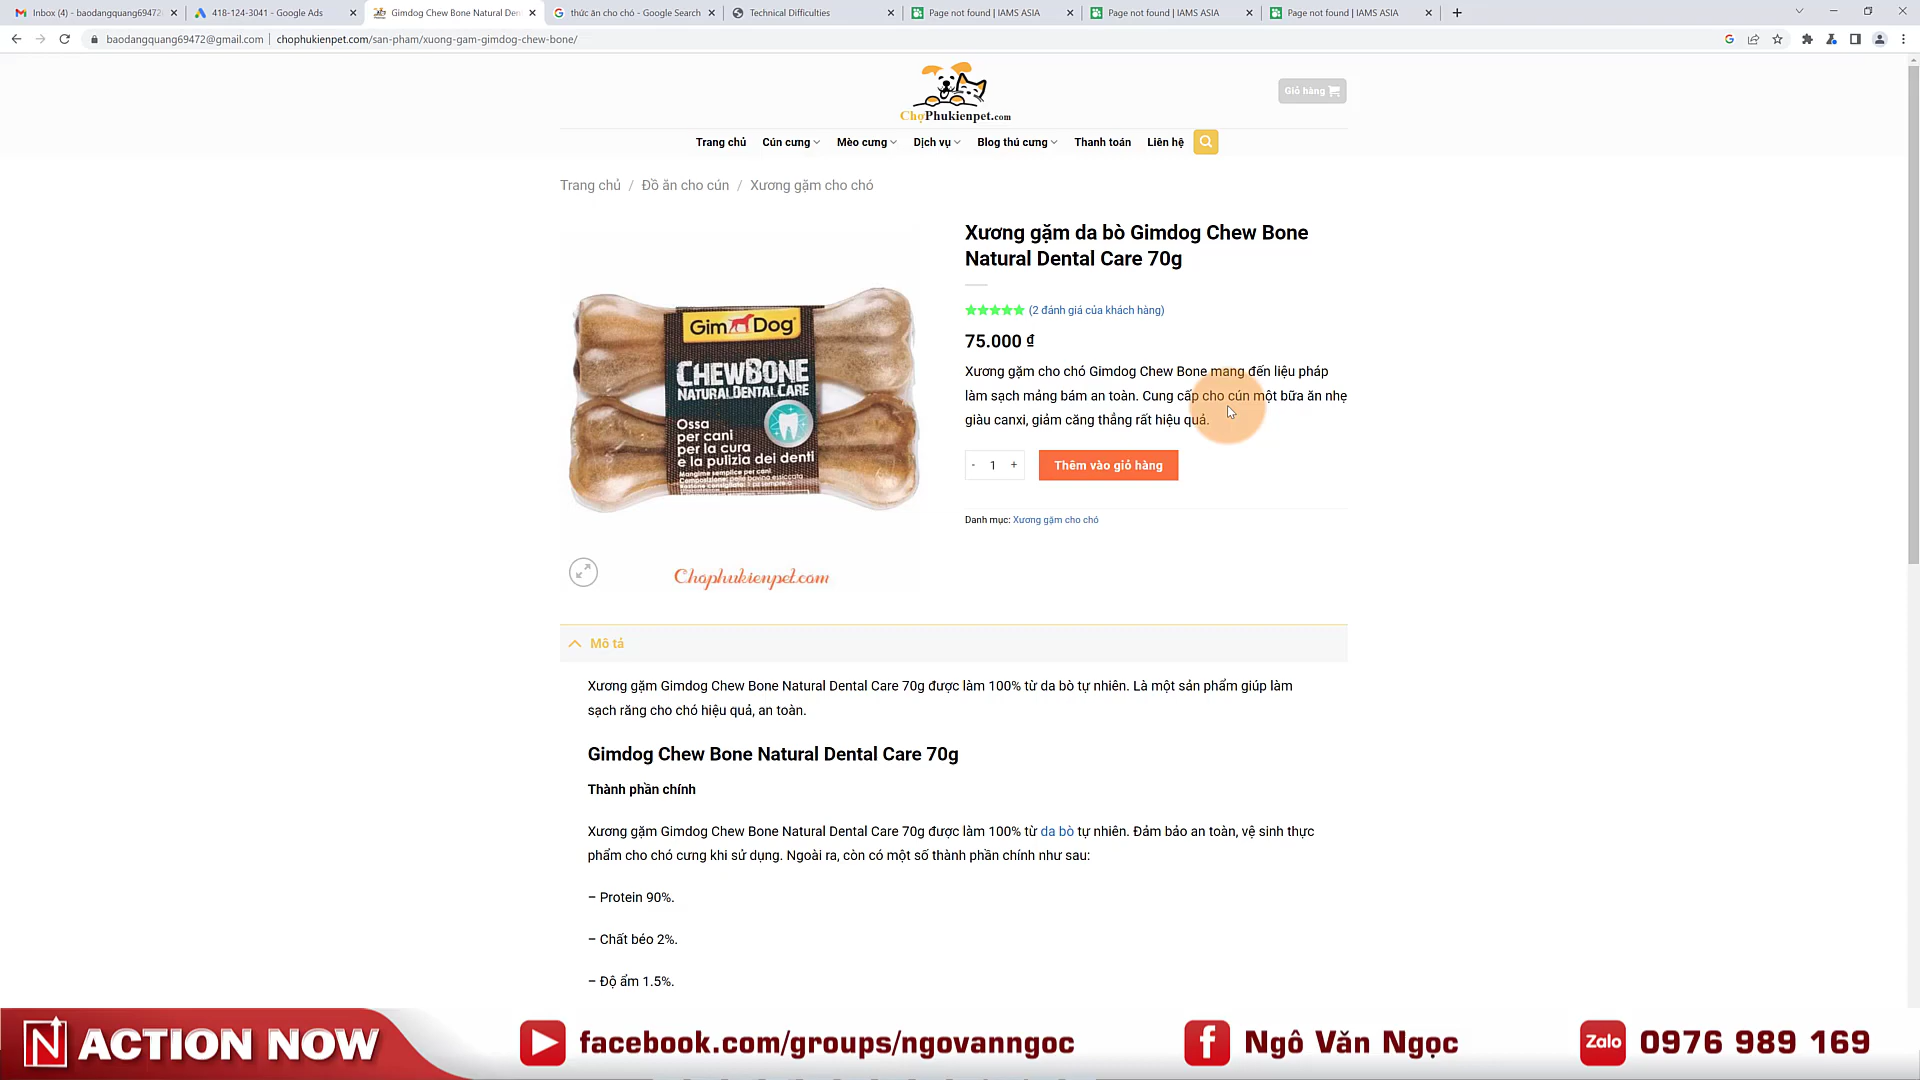 Inbox (4) - baodangquang69472
418-124-3041 - Google Ads
Gimdog Chew Bone Natural Den
thức ăn cho chó - Google Search
Technical Difficulties
Page not found | IAMS ASIA
Page not found | IAMS ASIA
Page not found | IAMS ASIA
baodangquang69472@gmail.com | chophukienpet.com/san-pham/xuong-gam-gimdog-chew-bone/
ChợPhukienpet.com
Giỏ hàng
Trang chủ
Cún cưng
Mèo cưng
Dịch vụ
Blog thú cưng
Thanh toán
Liên hệ
Trang chủ / Đồ ăn cho cún / Xương gặm cho chó
GimDog
CHEWBONE
NATURALDENTALCARE
Ossa
per cani
per la cura
e la pulizia dei denti
Mangime semplice per cani
Chophukienpet.com
Xương gặm da bò Gimdog Chew Bone
Natural Dental Care 70g
(2 đánh giá của khách hàng)
75.000 ₫
Xương gặm cho chó Gimdog Chew Bone mang đến liệu pháp
làm sạch mảng bám an toàn. Cung cấp cho cún một bữa ăn nhẹ
giàu canxi, giảm căng thẳng rất hiệu quả.
- 1 +
Thêm vào giỏ hàng
Danh mục: Xương gặm cho chó
Mô tả
Xương gặm Gimdog Chew Bone Natural Dental Care 70g được làm 100% từ da bò tự nhiên. Là một sản phẩm giúp làm
sạch răng cho chó hiệu quả, an toàn.
Gimdog Chew Bone Natural Dental Care 70g
Thành phần chính
Xương gặm Gimdog Chew Bone Natural Dental Care 70g được làm 100% từ da bò tự nhiên. Đảm bảo an toàn, vệ sinh thực
phẩm cho chó cưng khi sử dụng. Ngoài ra, còn có một số thành phần chính như sau:
– Protein 90%.
– Chất béo 2%.
– Độ ẩm 1.5%.
N ACTION NOW
facebook.com/groups/ngovanngoc
Ngô Văn Ngọc
Zalo 0976 989 169